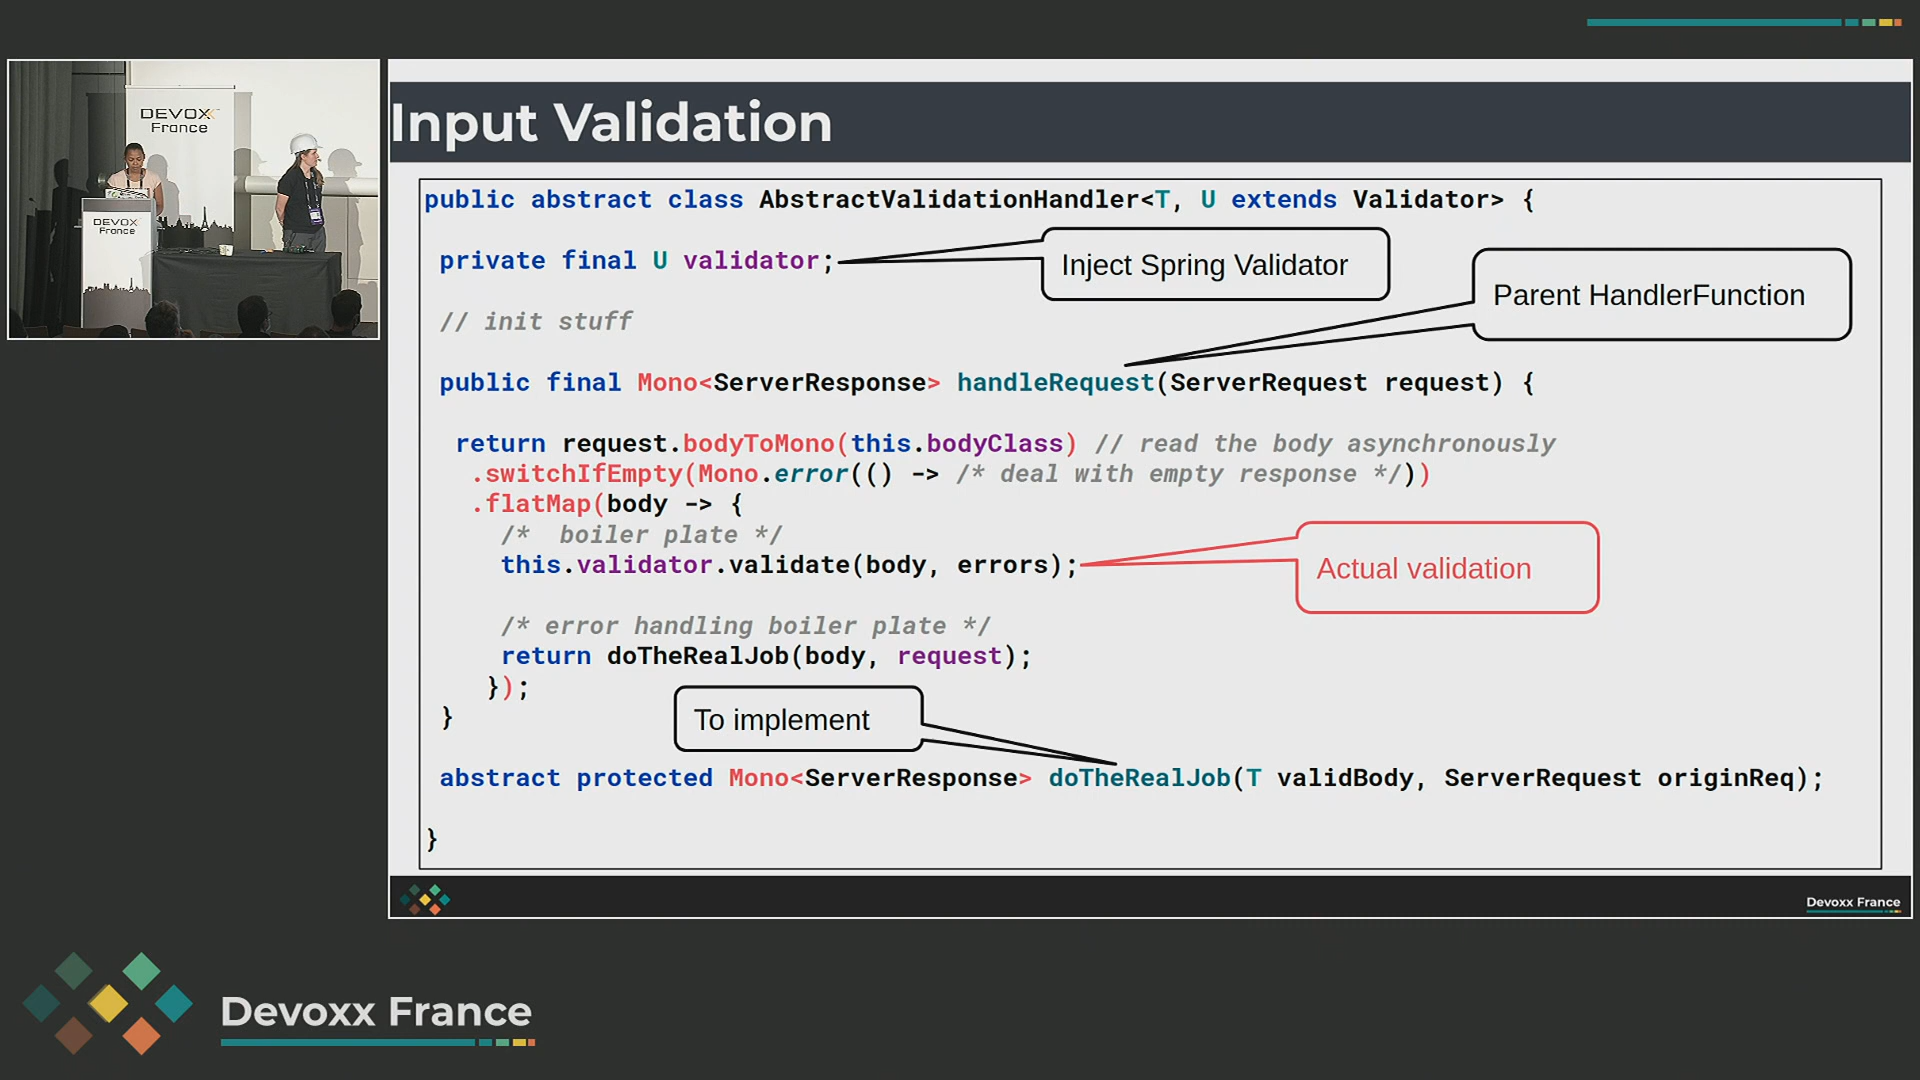 DEVOXX
France
DEVOXX
France
Input Validation
public abstract class AbstractValidationHandler<T, U extends Validator> {
private final U validator;
Inject Spring Validator
Parent HandlerFunction
// init stuff
public final Mono<ServerResponse> handleRequest(ServerRequest request) {
return request.bodyToMono(this.bodyClass) // read the body asynchronously
.switchIfEmpty(Mono.error(() -> /* deal with empty response */))
.flatMap(body -> {
/*  boiler plate */
this.validator.validate(body, errors);
Actual validation
/* error handling boiler plate */
return doTheRealJob(body, request);
});
}
To implement
abstract protected Mono<ServerResponse> doTheRealJob(T validBody, ServerRequest originReq);
}
Devoxx France
Devoxx France